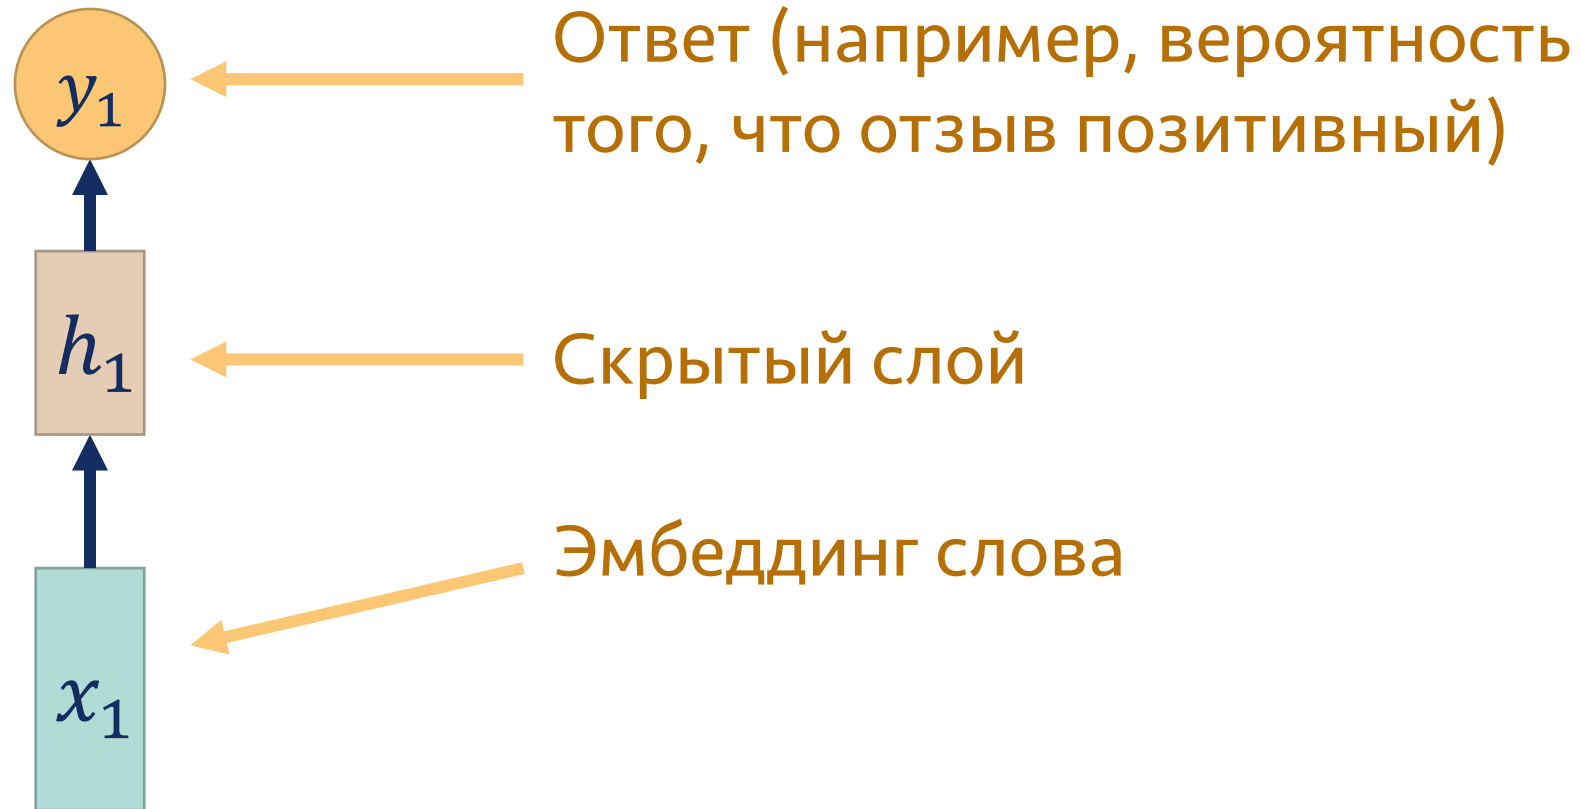 y₁
Ответ (например, вероятность
того, что отзыв позитивный)
h₁
Скрытый слой
Эмбеддинг слова
x₁